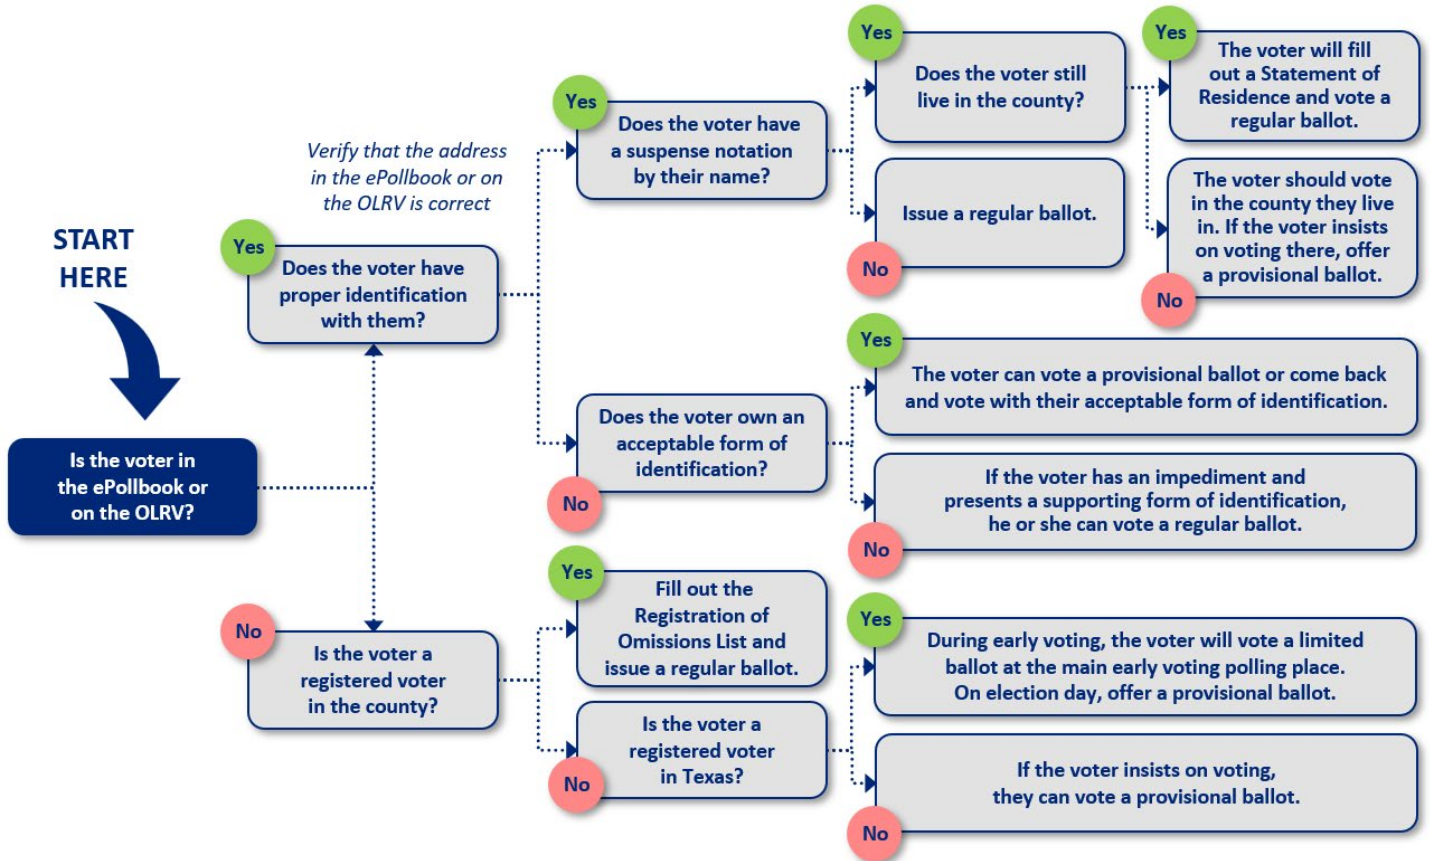 START
HERE
Is the voter in
the ePollbook or
on the OLRV?
Verify that the address
in the ePollbook or on
the OLRV is correct
Yes
Does the voter have
proper identification
with them?
Yes
Does the voter have
a suspense notation
by their name?
Yes
Does the voter still
live in the county?
Yes
The voter will fill
out a Statement of
Residence and vote a
regular ballot.
The voter should vote
in the county they live
in. If the voter insists
on voting there, offer
a provisional ballot.
No
Issue a regular ballot.
No
Does the voter own an
acceptable form of
identification?
No
Yes
The voter can vote a provisional ballot or come back
and vote with their acceptable form of identification.
If the voter has an impediment and
presents a supporting form of identification,
he or she can vote a regular ballot.
No
No
Is the voter a
registered voter
in the county?
Yes
Fill out the
Registration of
Omissions List and
issue a regular ballot.
Is the voter a
registered voter
in Texas?
No
Yes
During early voting, the voter will vote a limited
ballot at the main early voting polling place.
On election day, offer a provisional ballot.
If the voter insists on voting,
they can vote a provisional ballot.
No